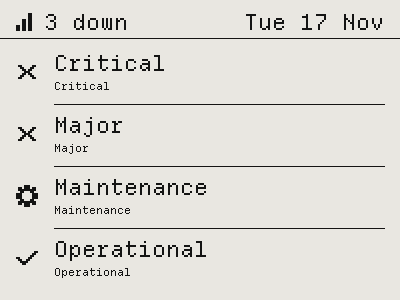 3 down Tue 17 Nov
Critical
Critical
Major
Major
Maintenance
Maintenance
Operational
Operational